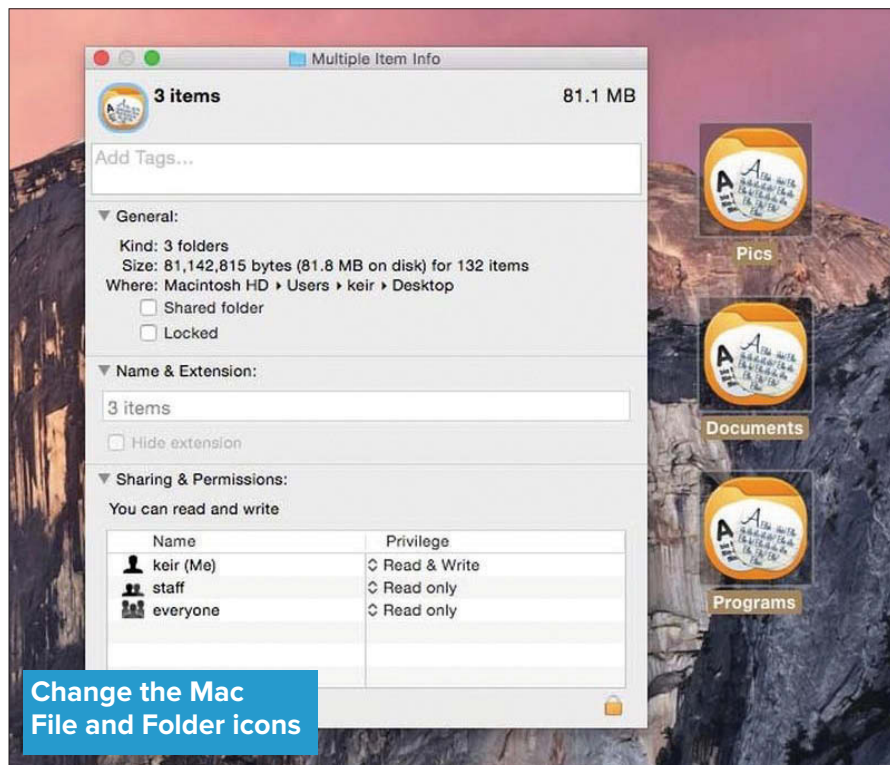 Multiple Item Info
3 items
81.1 MB
Add Tags...
General:
Kind: 3 folders
Size: 81,142,815 bytes (81.8 MB on disk) for 132 items
Where: Macintosh HD ▸ Users ▸ keir ▸ Desktop
Shared folder
Locked
Name & Extension:
3 items
Hide extension
Sharing & Permissions:
You can read and write
Name Privilege
keir (Me) Read & Write
staff Read only
everyone Read only
Pics
Documents
Programs
Change the Mac
File and Folder icons